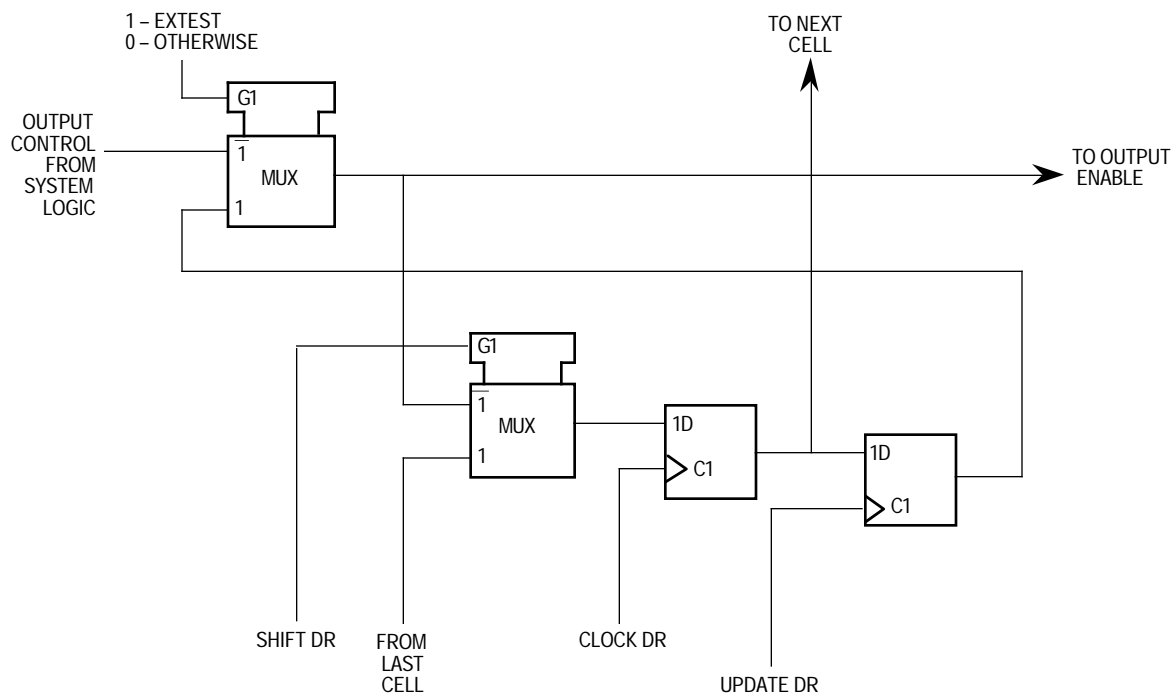 1 – EXTEST
0 – OTHERWISE
TO NEXT
CELL
G1
OUTPUT
CONTROL
FROM
SYSTEM
LOGIC
1
MUX
1
TO OUTPUT
ENABLE
G1
1
MUX
1
1D
C1
1D
C1
SHIFT DR
FROM
LAST
CELL
CLOCK DR
UPDATE DR